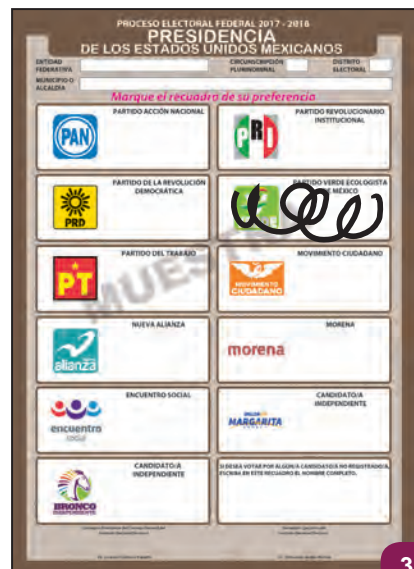 PROCESO ELECTORAL FEDERAL 2017 - 2018
PRESIDENCIA
DE LOS ESTADOS UNIDOS MEXICANOS
ENTIDAD FEDERATIVA
CIRCUNSCRIPCIÓN PLURINOMINAL
DISTRITO ELECTORAL
MUNICIPIO O ALCALDÍA
Marque el recuadro de su preferencia
PARTIDO ACCIÓN NACIONAL
PAN
PARTIDO REVOLUCIONARIO
INSTITUCIONAL
PRI
PARTIDO DE LA REVOLUCIÓN
DEMOCRÁTICA
PRD
PARTIDO VERDE ECOLOGISTA
DE MÉXICO
PARTIDO DEL TRABAJO
PT
MOVIMIENTO CIUDADANO
MOVIMIENTO
CIUDADANO
MUESTRA
NUEVA ALIANZA
alianza
MORENA
morena
ENCUENTRO SOCIAL
encuentro
social
CANDIDATO/A
INDEPENDIENTE
MARGARITA
CANDIDATO/A
INDEPENDIENTE
BRONCO
INDEPENDIENTE
SI DESEA VOTAR POR ALGÚN/A CANDIDATO/A NO REGISTRADO/A,
ESCRIBA EN ESTE RECUADRO EL NOMBRE COMPLETO.
3